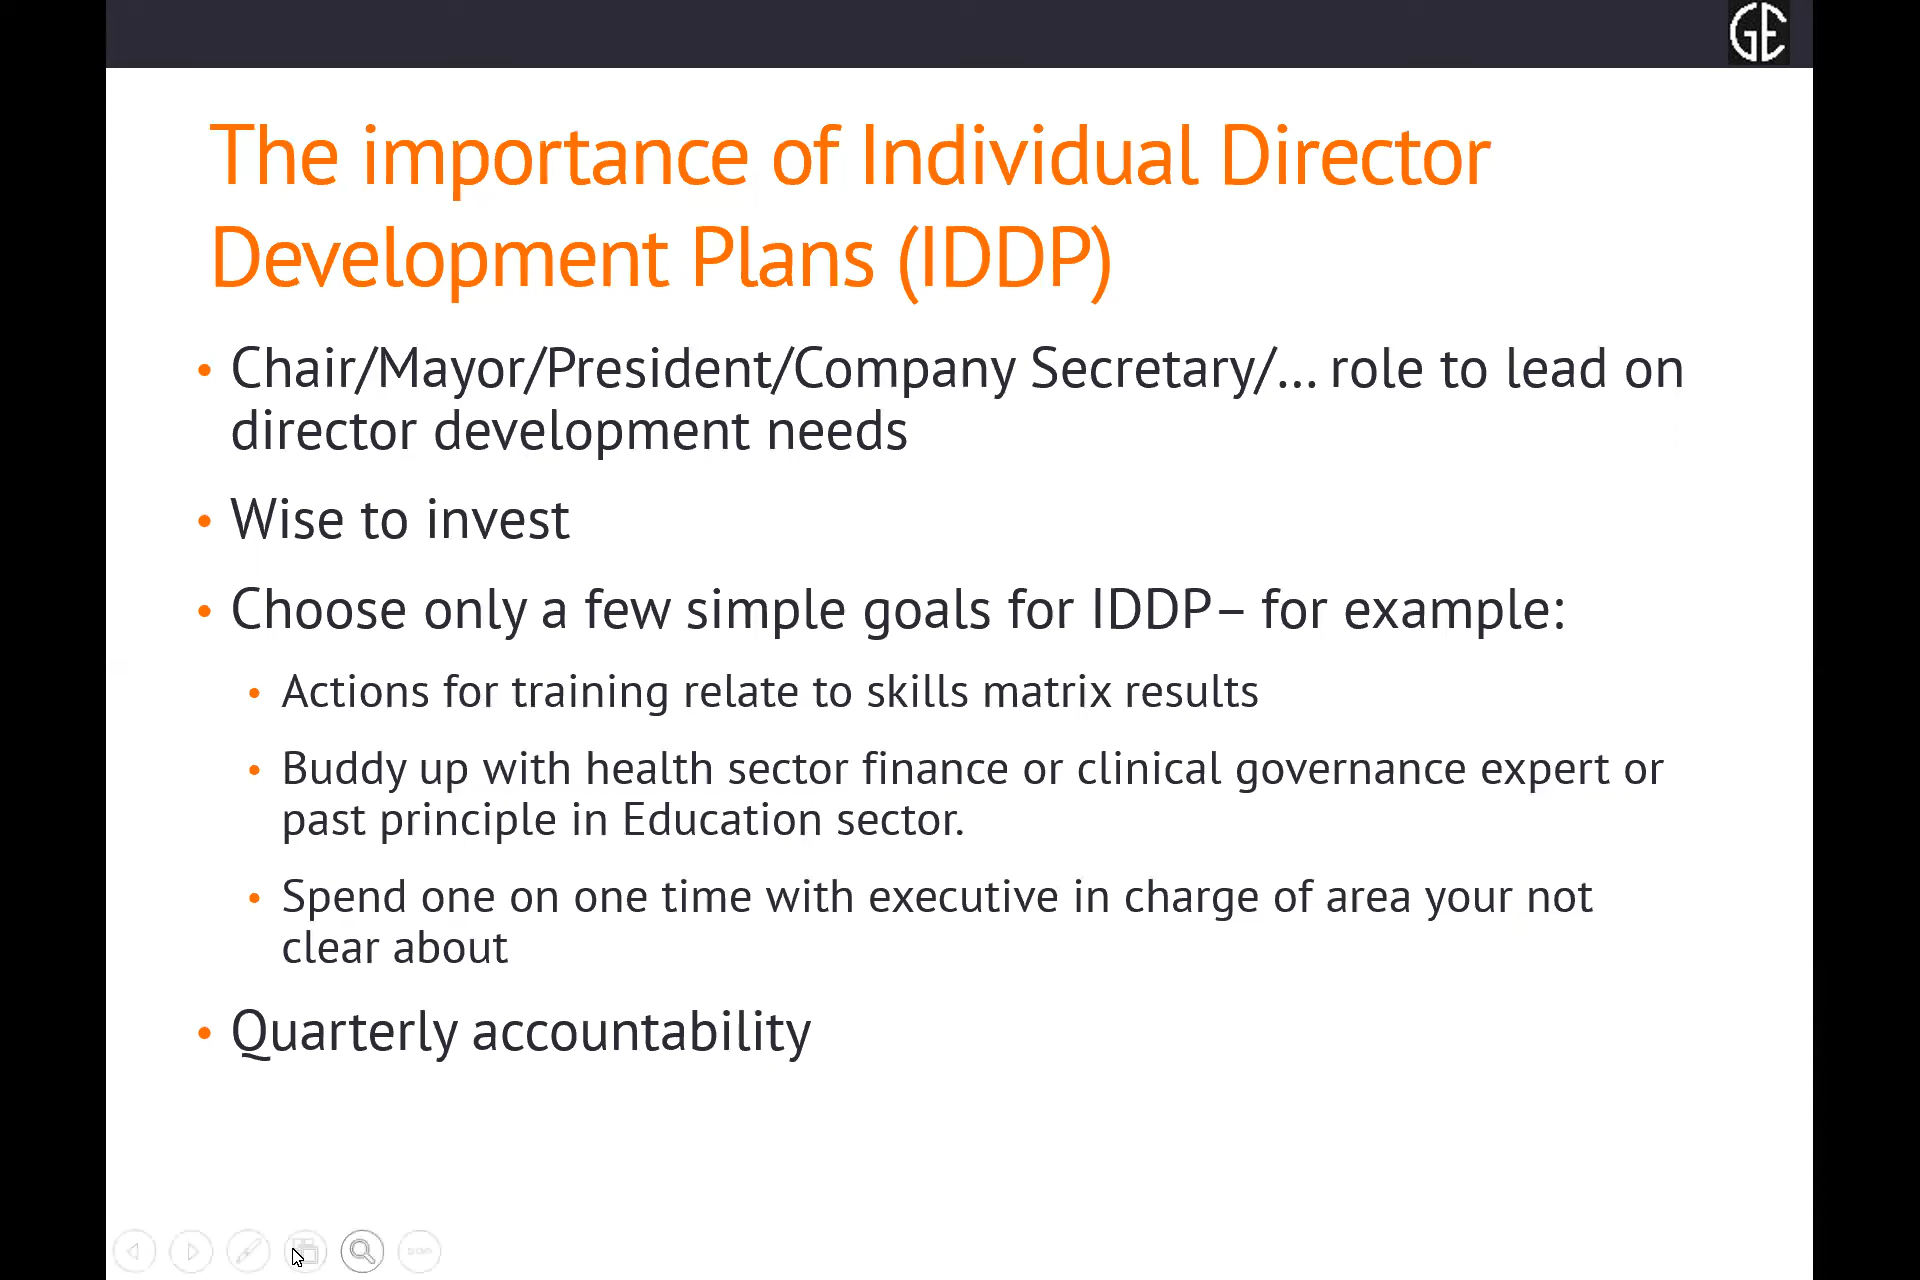 GE
The importance of Individual Director
Development Plans (IDDP)
• Chair/Mayor/President/Company Secretary/... role to lead on
director development needs
• Wise to invest
• Choose only a few simple goals for IDDP– for example:
• Actions for training relate to skills matrix results
• Buddy up with health sector finance or clinical governance expert or
past principle in Education sector.
• Spend one on one time with executive in charge of area your not
clear about
• Quarterly accountability